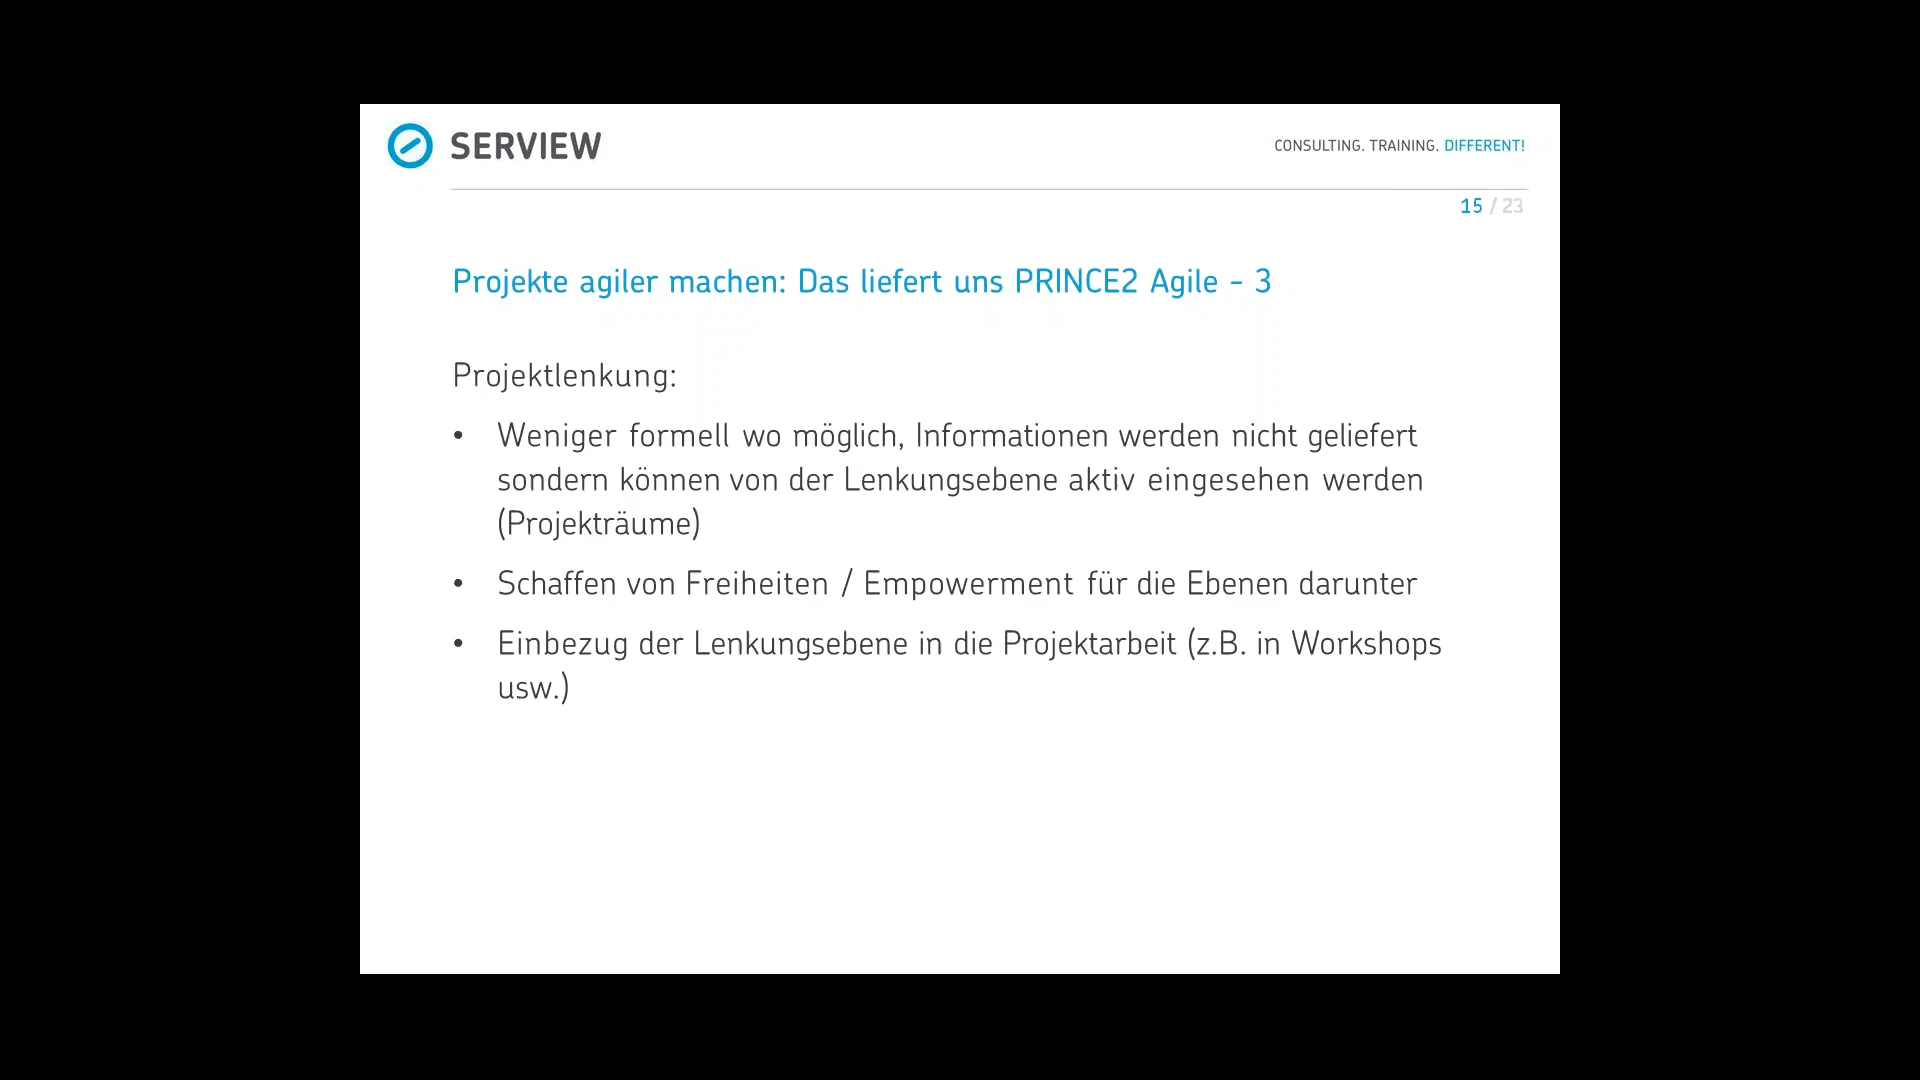 SERVIEW
CONSULTING. TRAINING. DIFFERENT!
15 / 23
Projekte agiler machen: Das liefert uns PRINCE2 Agile - 3
Projektlenkung:
• Weniger formell wo möglich, Informationen werden nicht geliefert
sondern können von der Lenkungsebene aktiv eingesehen werden
(Projekträume)
• Schaffen von Freiheiten / Empowerment für die Ebenen darunter
• Einbezug der Lenkungsebene in die Projektarbeit (z.B. in Workshops
usw.)